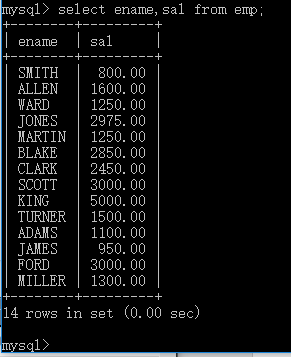 mysql> select ename,sal from emp;
+--------+---------+
| ename | sal |
+--------+---------+
| SMITH | 800.00 |
| ALLEN | 1600.00 |
| WARD | 1250.00 |
| JONES | 2975.00 |
| MARTIN | 1250.00 |
| BLAKE | 2850.00 |
| CLARK | 2450.00 |
| SCOTT | 3000.00 |
| KING | 5000.00 |
| TURNER | 1500.00 |
| ADAMS | 1100.00 |
| JAMES | 950.00 |
| FORD | 3000.00 |
| MILLER | 1300.00 |
+--------+---------+
14 rows in set (0.00 sec)
mysql>